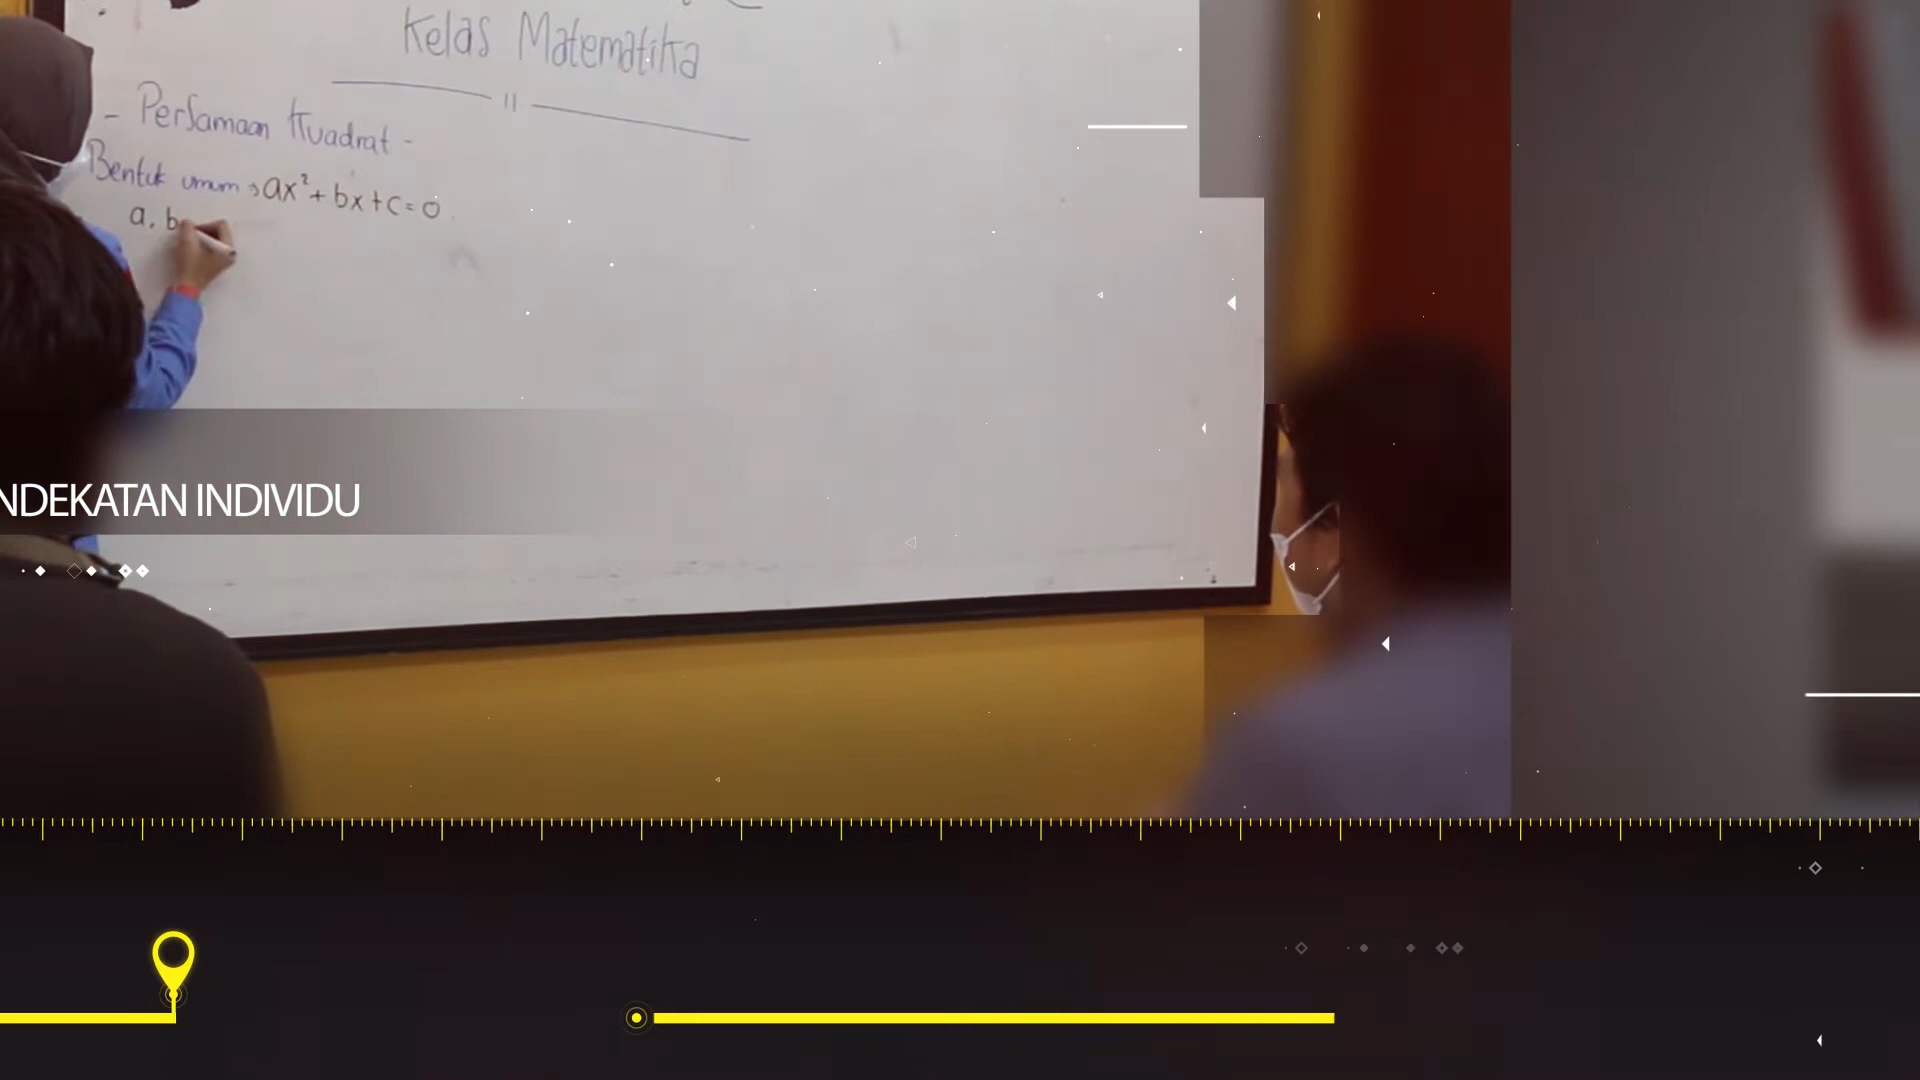 Kelas Matematika
- Persamaan Kuadrat -
Bentuk umum → ax² + bx + c = 0
a, b
NDEKATAN INDIVIDU